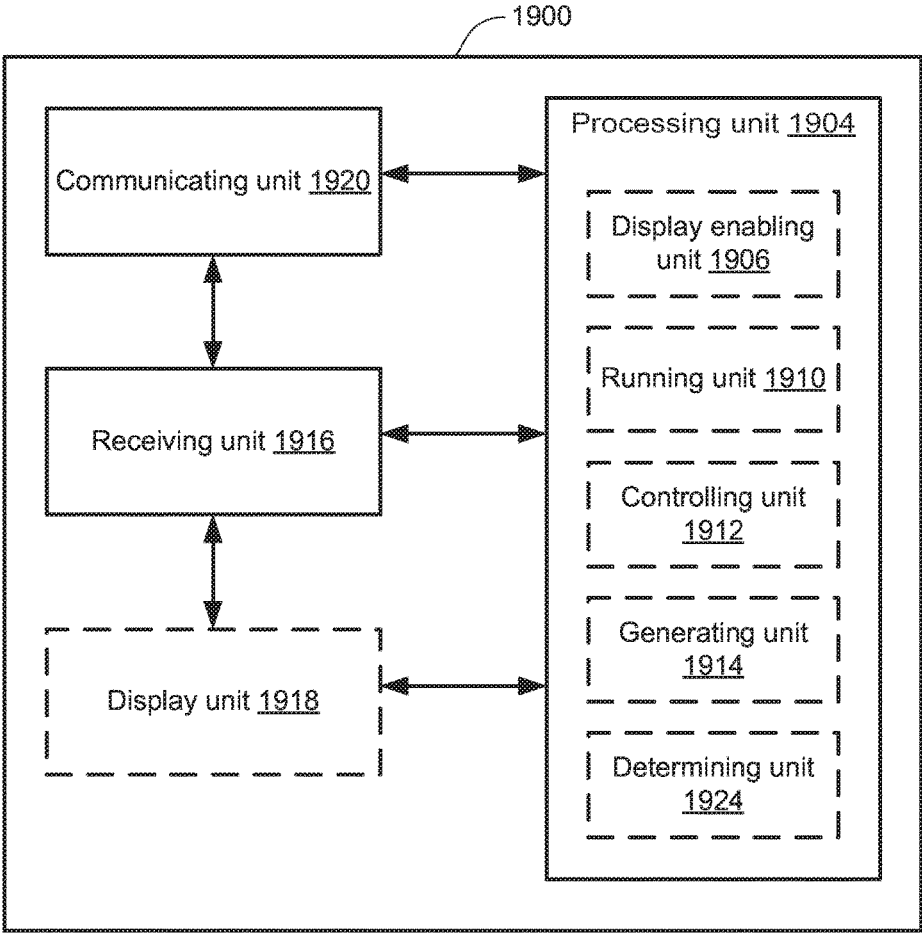 1900
Communicating unit 1920
Receiving unit 1916
Display unit 1918
Processing unit 1904
Display enabling
unit 1906
Running unit 1910
Controlling unit
1912
Generating unit
1914
Determining unit
1924